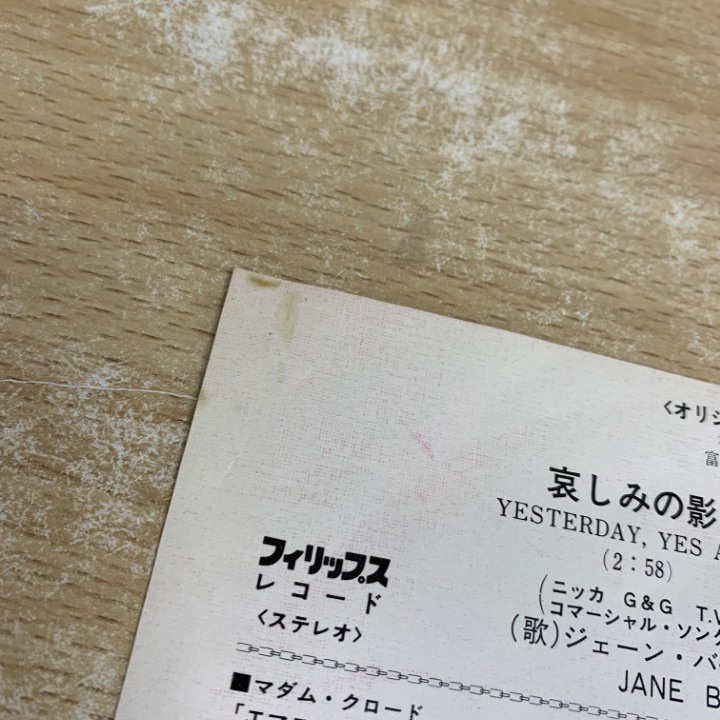 〈オリジ
富
哀しみの影
YESTERDAY, YES A
(2：58)
ニッカ G&G T.V
コマーシャル・ソング
(歌)ジェーン・バ
JANE B
フィリップス
レコード
〈ステレオ〉
■マダム・クロード
「エマニ